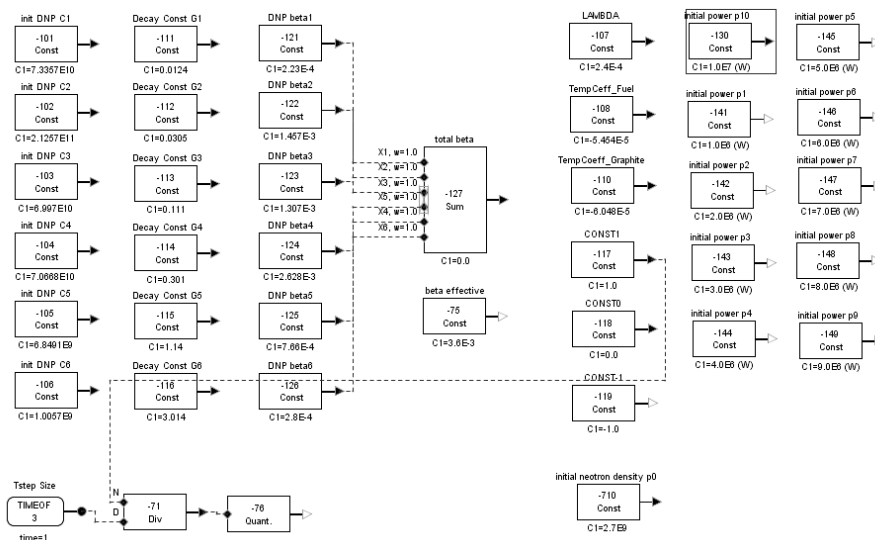 init DNP C1
-101
Const
C1=7.3357E10
init DNP C2
-102
Const
C1=2.1257E11
init DNP C3
-103
Const
C1=6.997E10
init DNP C4
-104
Const
C1=7.0668E10
init DNP C5
-105
Const
C1=6.8491E9
init DNP C6
-106
Const
C1=1.0057E9
Decay Const G1
-111
Const
C1=0.0124
Decay Const G2
-112
Const
C1=0.0305
Decay Const G3
-113
Const
C1=0.111
Decay Const G4
-114
Const
C1=0.301
Decay Const G5
-115
Const
C1=1.14
Decay Const G6
-116
Const
C1=3.014
DNP beta1
-121
Const
C1=2.23E-4
DNP beta2
-122
Const
C1=1.457E-3
DNP beta3
-123
Const
C1=1.307E-3
DNP beta4
-124
Const
C1=2.628E-3
DNP beta5
-125
Const
C1=7.66E-4
DNP beta6
-126
Const
C1=2.8E-4
total beta
X1, w=1.0
X2, w=1.0
X3, w=1.0
X5, w=1.0
X4, w=1.0
X6, w=1.0
-127
Sum
C1=0.0
beta effective
-75
Const
C1=3.6E-3
LAMBDA
-107
Const
C1=2.4E-4
TempCeff_Fuel
-108
Const
C1=-5.454E-5
TempCoeff_Graphite
-110
Const
C1=-6.048E-5
CONST1
-117
Const
C1=1.0
CONST0
-118
Const
C1=0.0
CONST-1
-119
Const
C1=-1.0
initial neotron density p0
-710
Const
C1=2.7E9
initial power p10
-130
Const
C1=1.0E7 (W)
initial power p1
-141
Const
C1=1.0E6 (W)
initial power p2
-142
Const
C1=2.0E6 (W)
initial power p3
-143
Const
C1=3.0E6 (W)
initial power p4
-144
Const
C1=4.0E6 (W)
initial power p5
-145
Const
C1=5.0E6 (W)
initial power p6
-146
Const
C1=6.0E6 (W)
initial power p7
-147
Const
C1=7.0E6 (W)
initial power p8
-148
Const
C1=8.0E6 (W)
initial power p9
-149
Const
C1=9.0E6 (W)
Tstep Size
TIMEOF
3
time=1
N
D
-71
Div
-76
Quant.